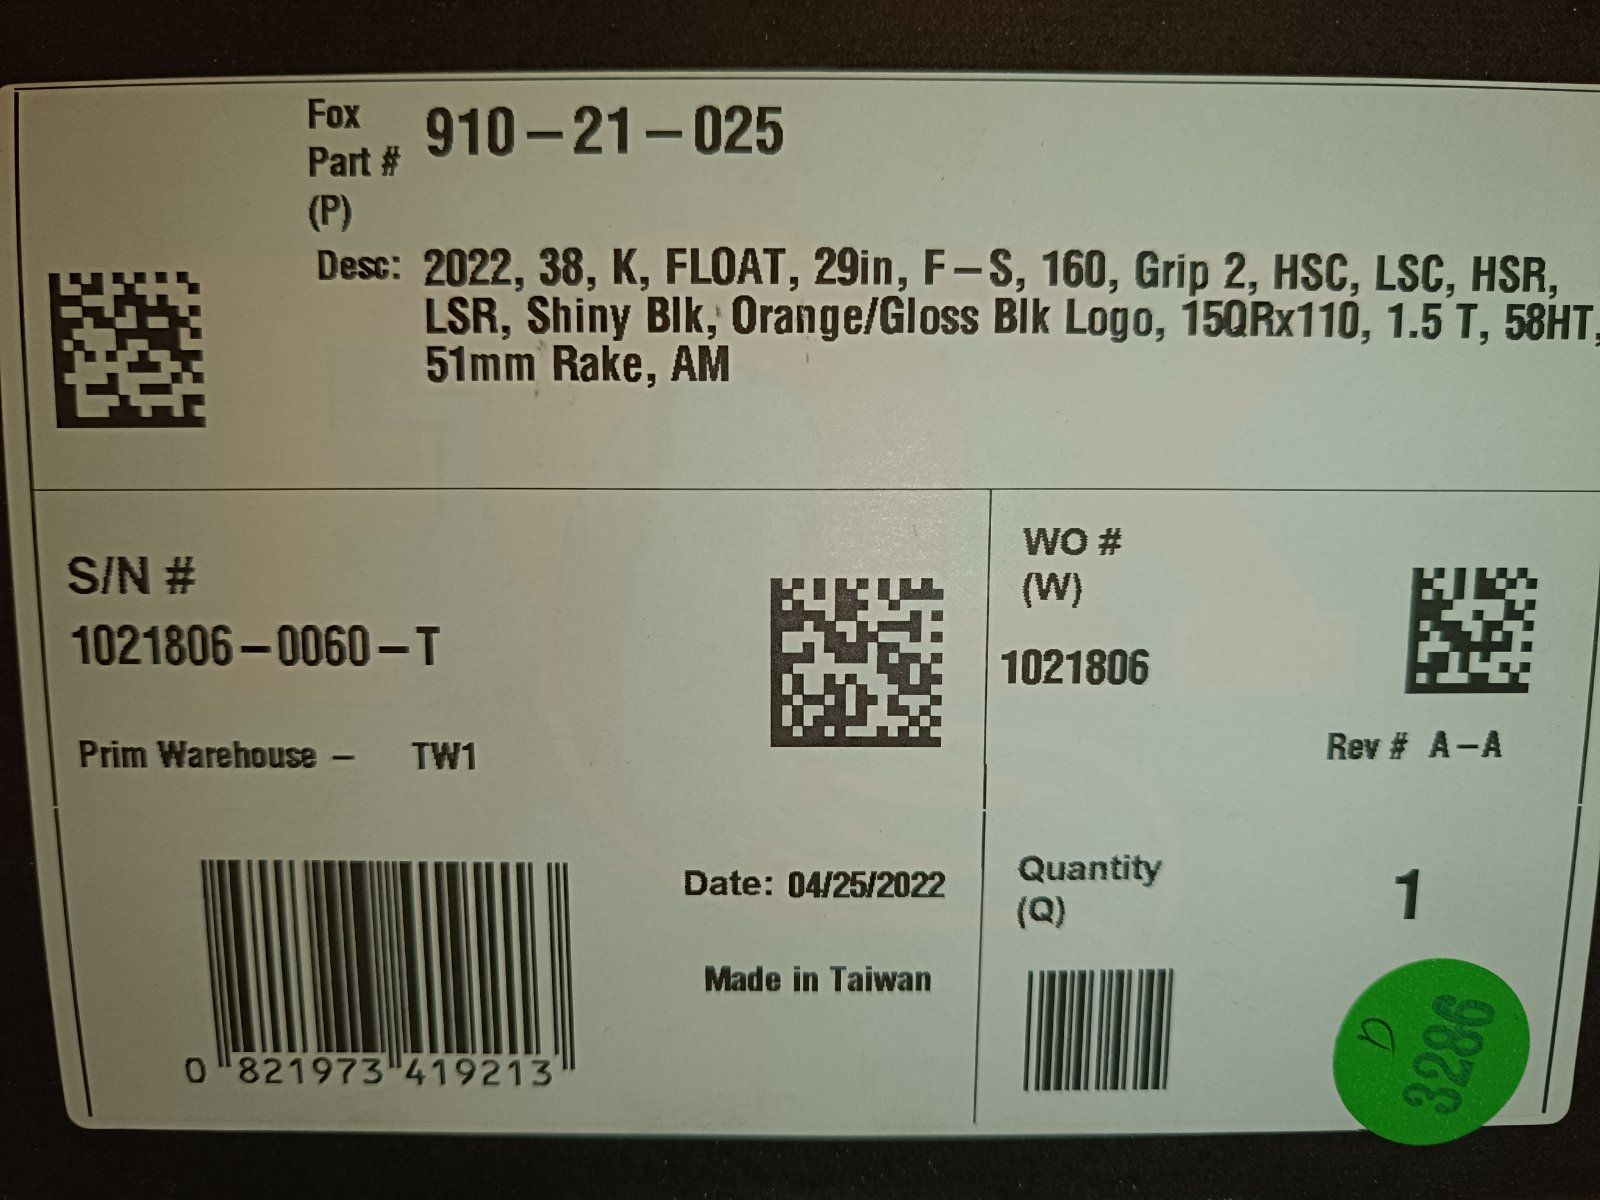 Fox
Part #
(P)
910-21-025
Desc: 2022, 38, K, FLOAT, 29in, F-S, 160, Grip 2, HSC, LSC, HSR,
LSR, Shiny Blk, Orange/Gloss Blk Logo, 15QRx110, 1.5 T, 58HT,
51mm Rake, AM
S/N #
1021806-0060-T
Prim Warehouse - TW1
WO #
(W)
1021806
Rev # A-A
Date: 04/25/2022
Made in Taiwan
0 821973 419213
Quantity
(Q)
1
3286